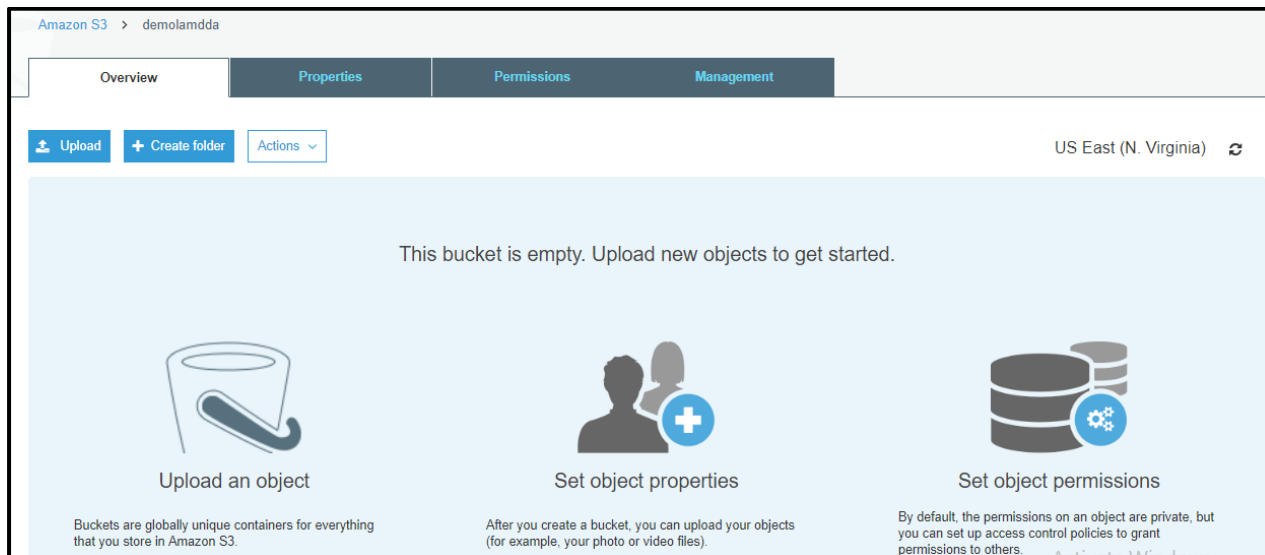 Amazon S3 > demolamdda
Overview Properties Permissions Management
Upload Create folder Actions US East (N. Virginia)
This bucket is empty. Upload new objects to get started.
Upload an object
Buckets are globally unique containers for everything
that you store in Amazon S3.
Set object properties
After you create a bucket, you can upload your objects
(for example, your photo or video files).
Set object permissions
By default, the permissions on an object are private, but
you can set up access control policies to grant
permissions to others.